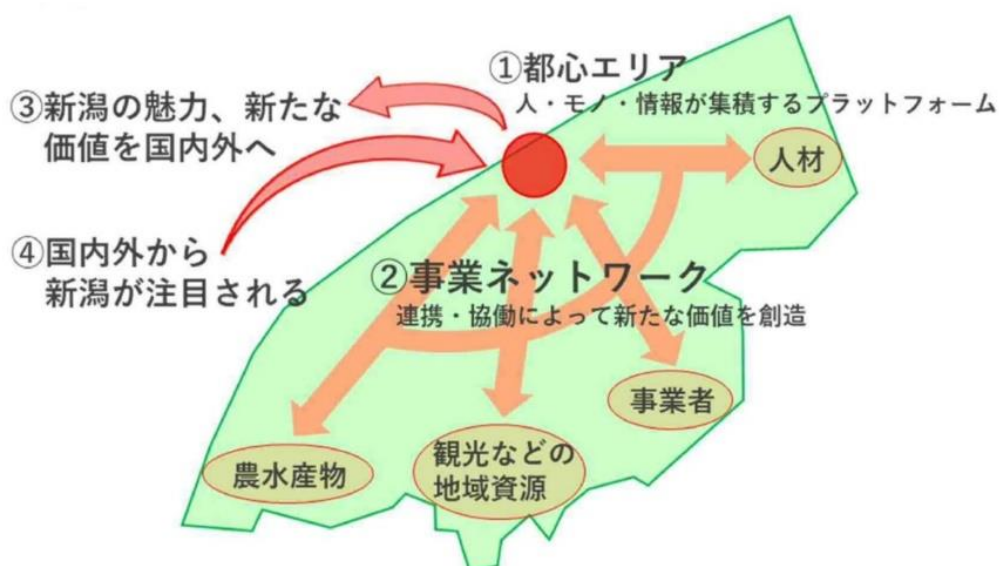 ①都心エリア
人・モノ・情報が集積するプラットフォーム
③新潟の魅力、新たな
価値を国内外へ
人材
④国内外から
新潟が注目される
②事業ネットワーク
連携・協働によって新たな価値を創造
事業者
農水産物
観光などの
地域資源